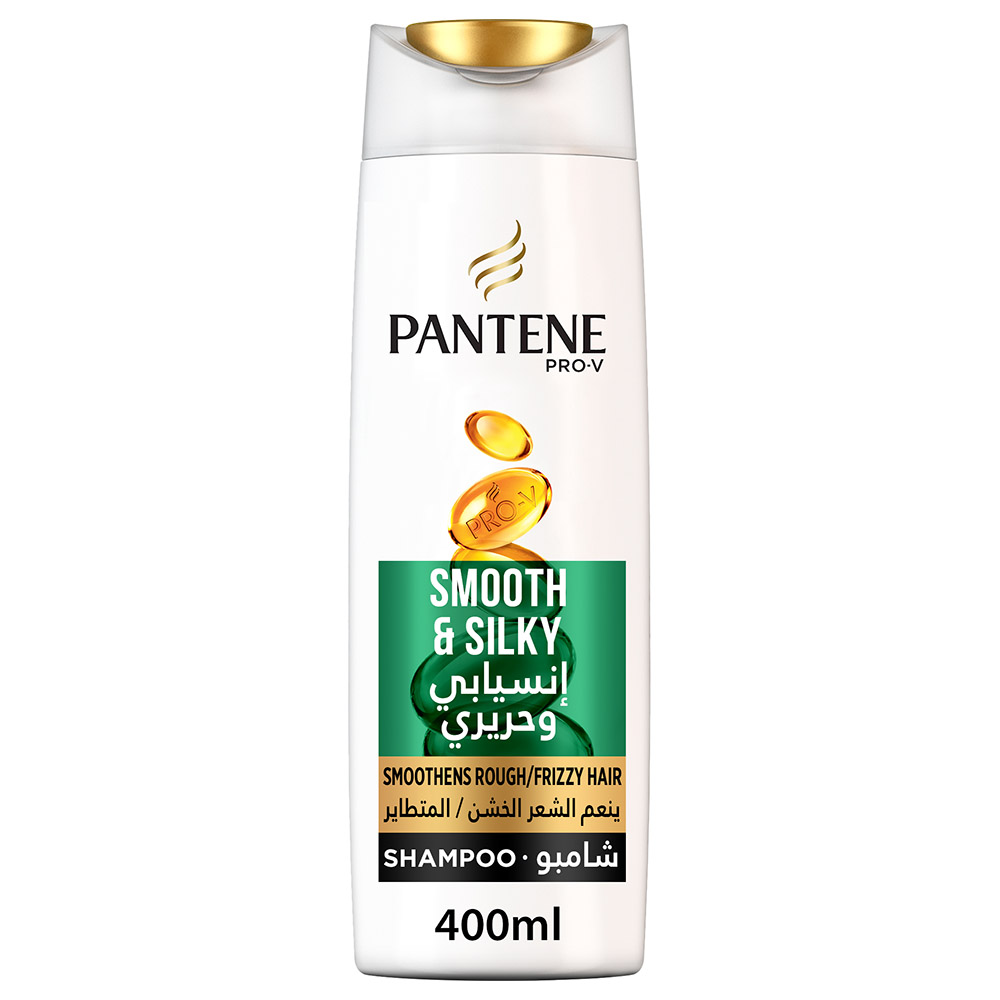 PANTENE
PRO-V
PRO-V
SMOOTH
& SILKY
إنسيابي
وحريري
SMOOTHENS ROUGH/FRIZZY HAIR
ينعم الشعر الخشن / المتطاير
SHAMPOO · شامبو
400ml